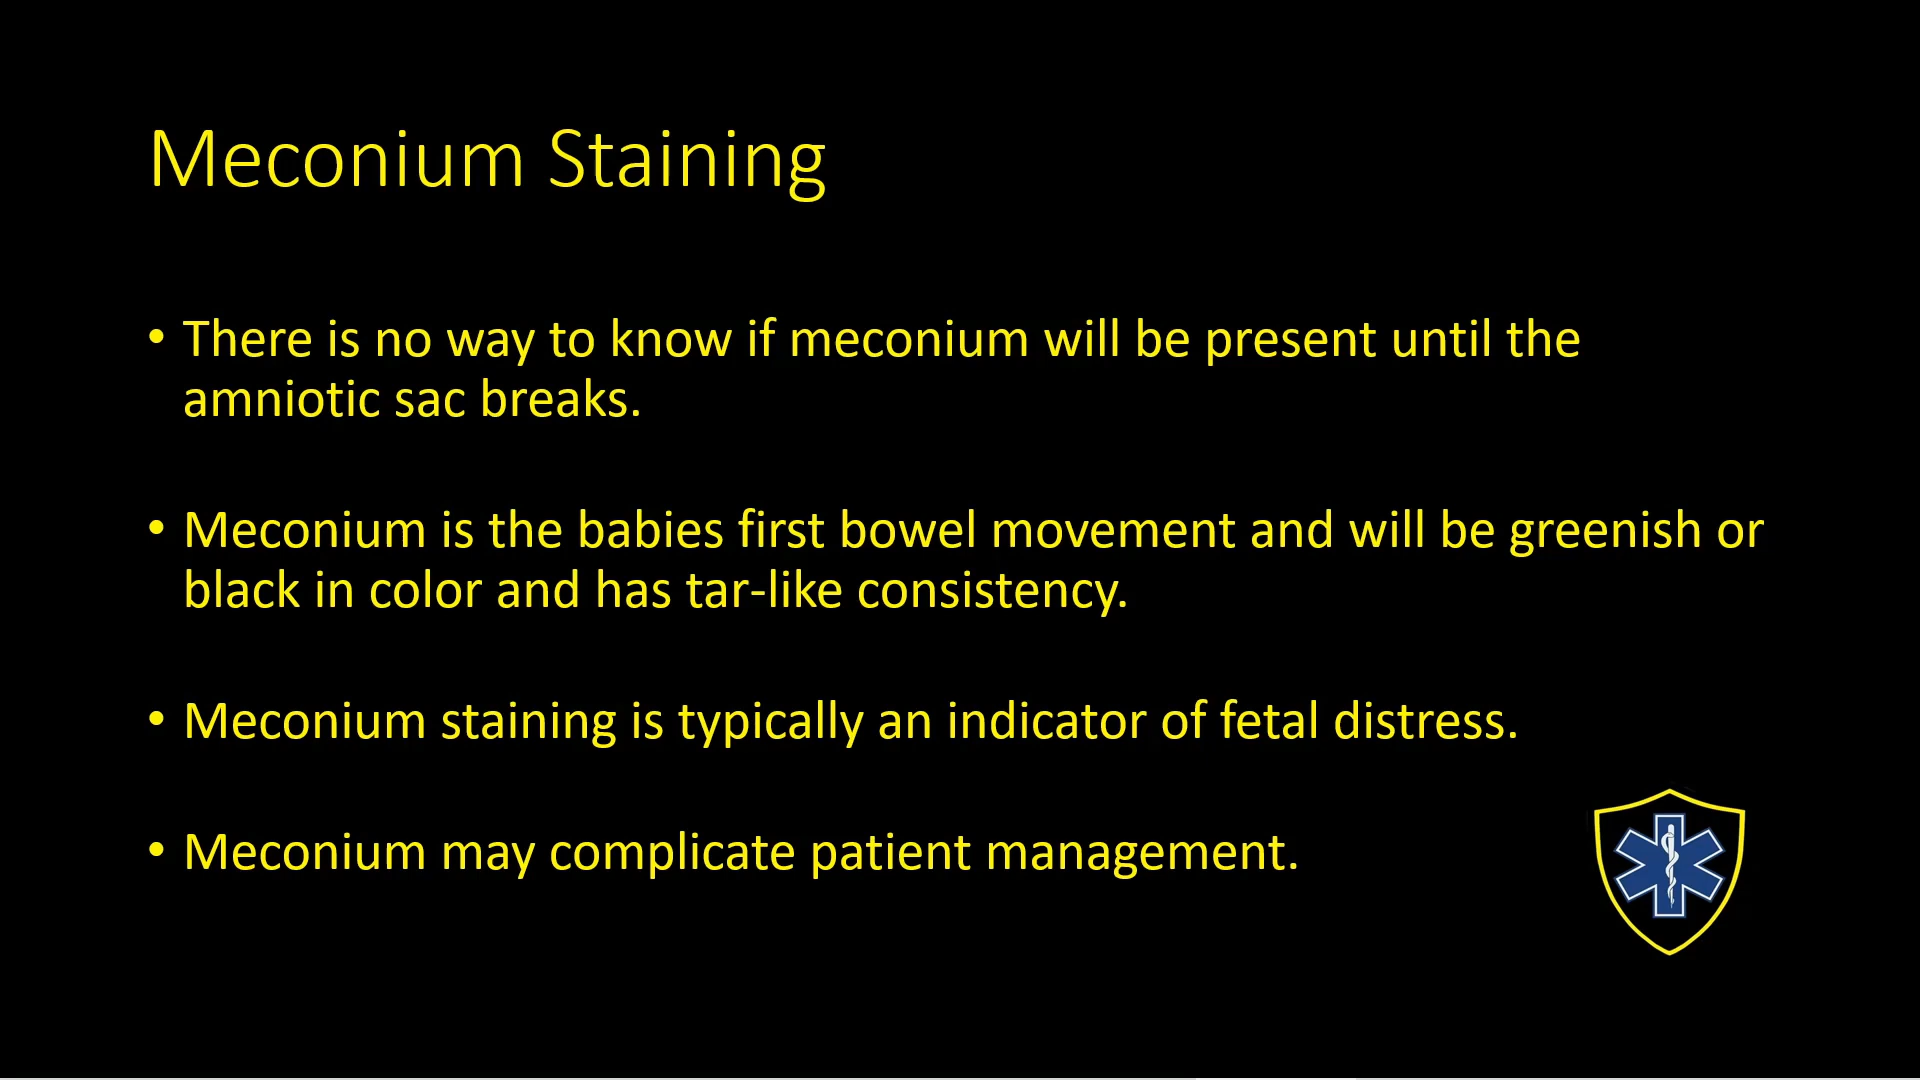 Meconium Staining
• There is no way to know if meconium will be present until the
amniotic sac breaks.
• Meconium is the babies first bowel movement and will be greenish or
black in color and has tar-like consistency.
• Meconium staining is typically an indicator of fetal distress.
• Meconium may complicate patient management.